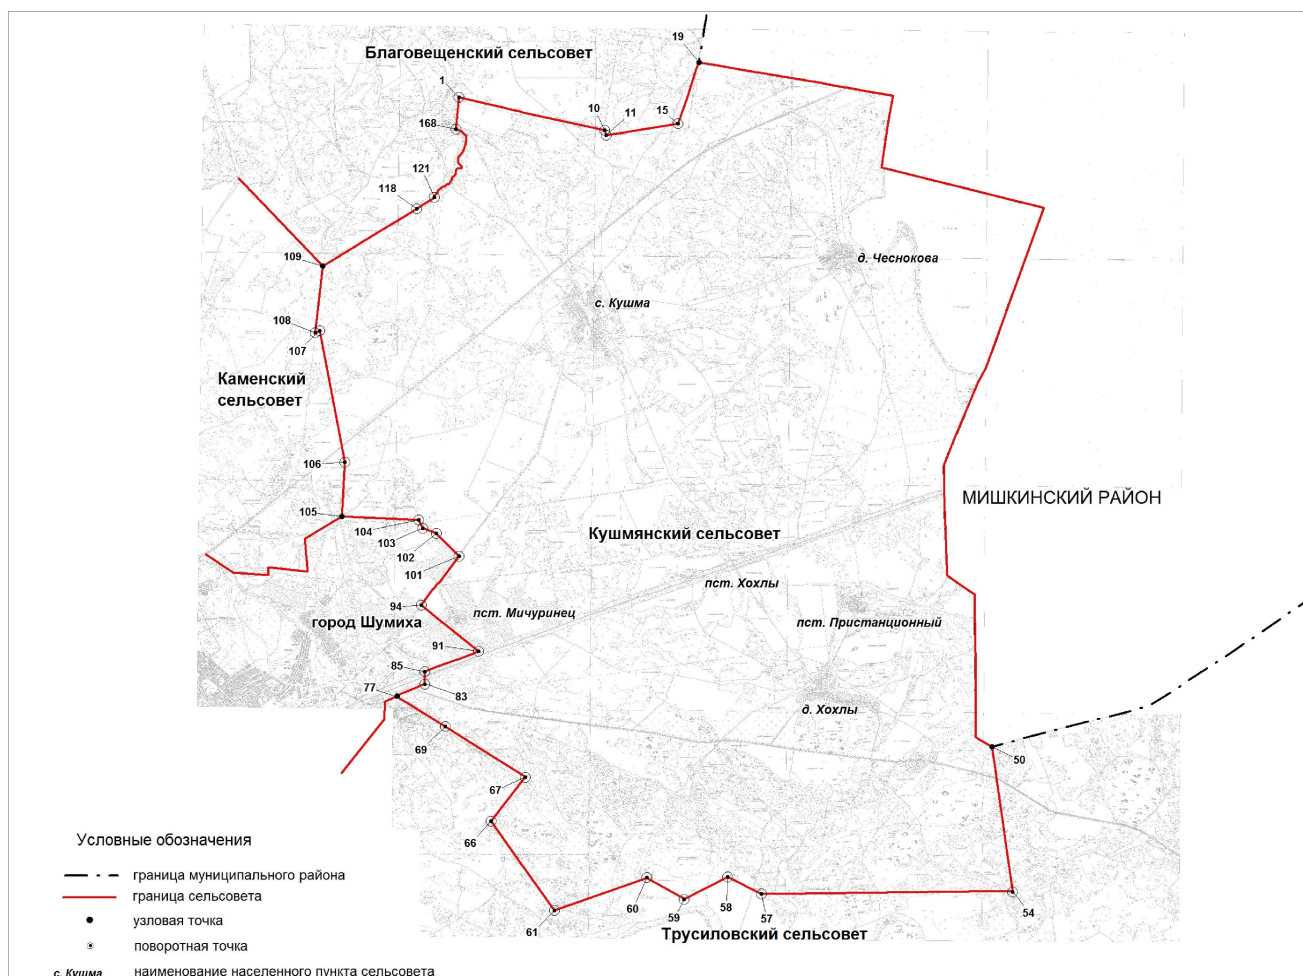 19
Благовещенский сельсовет
1
10
11
15
168
121
118
109
д. Чеснокова
с. Кушма
108
107
Каменский
сельсовет
106
МИШКИНСКИЙ РАЙОН
105
104
103
102
101
Кушмянский сельсовет
пст. Хохлы
94
пст. Мичуринец
город Шумиха
пст. Пристанционный
91
85
77
83
д. Хохлы
69
50
67
66
Условные обозначения
граница муниципального района
граница сельсовета
узловая точка
поворотная точка
с. Кушма наименование населенного пункта сельсовета
60
59
58
57
54
61
Трусиловский сельсовет